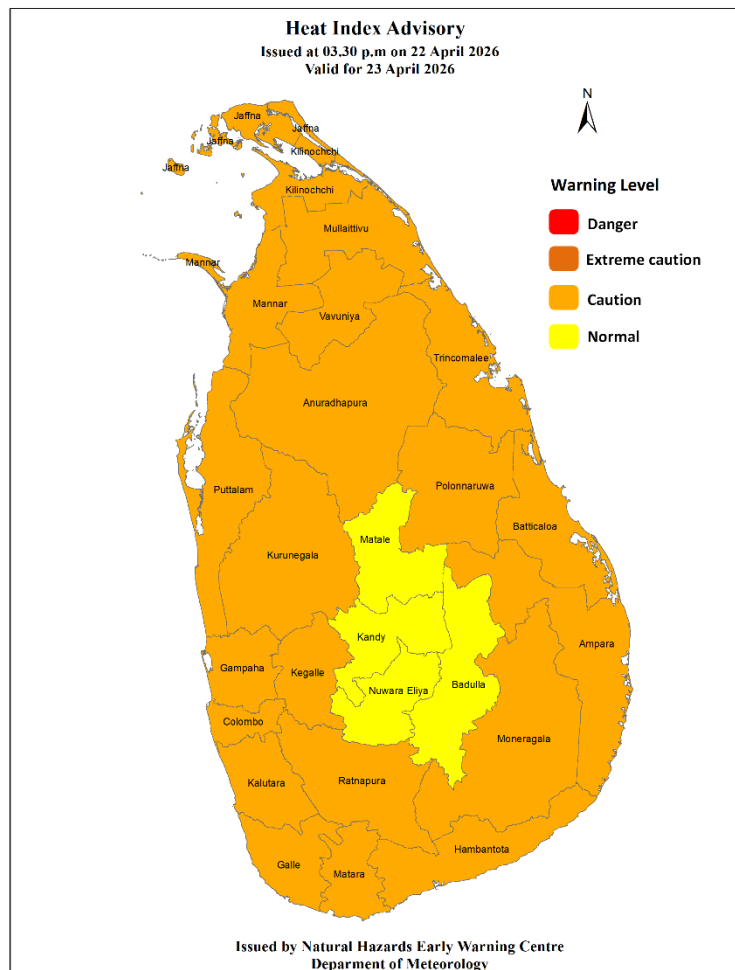 Heat Index Advisory
Issued at 03.30 p.m on 22 April 2026
Valid for 23 April 2026
N
Warning Level
Danger
Extreme caution
Caution
Normal
Jaffna
Jaffna
Jaffna
Kilinochchi
Jaffna
Kilinochchi
Mullaittivu
Mannar
Mannar
Vavuniya
Trincomalee
Anuradhapura
Polonnaruwa
Puttalam
Batticaloa
Matale
Kurunegala
Kandy
Ampara
Gampaha
Kegalle
Nuwara Eliya
Badulla
Colombo
Moneragala
Kalutara
Ratnapura
Hambantota
Galle
Matara
Issued by Natural Hazards Early Warning Centre
Deparment of Meteorology